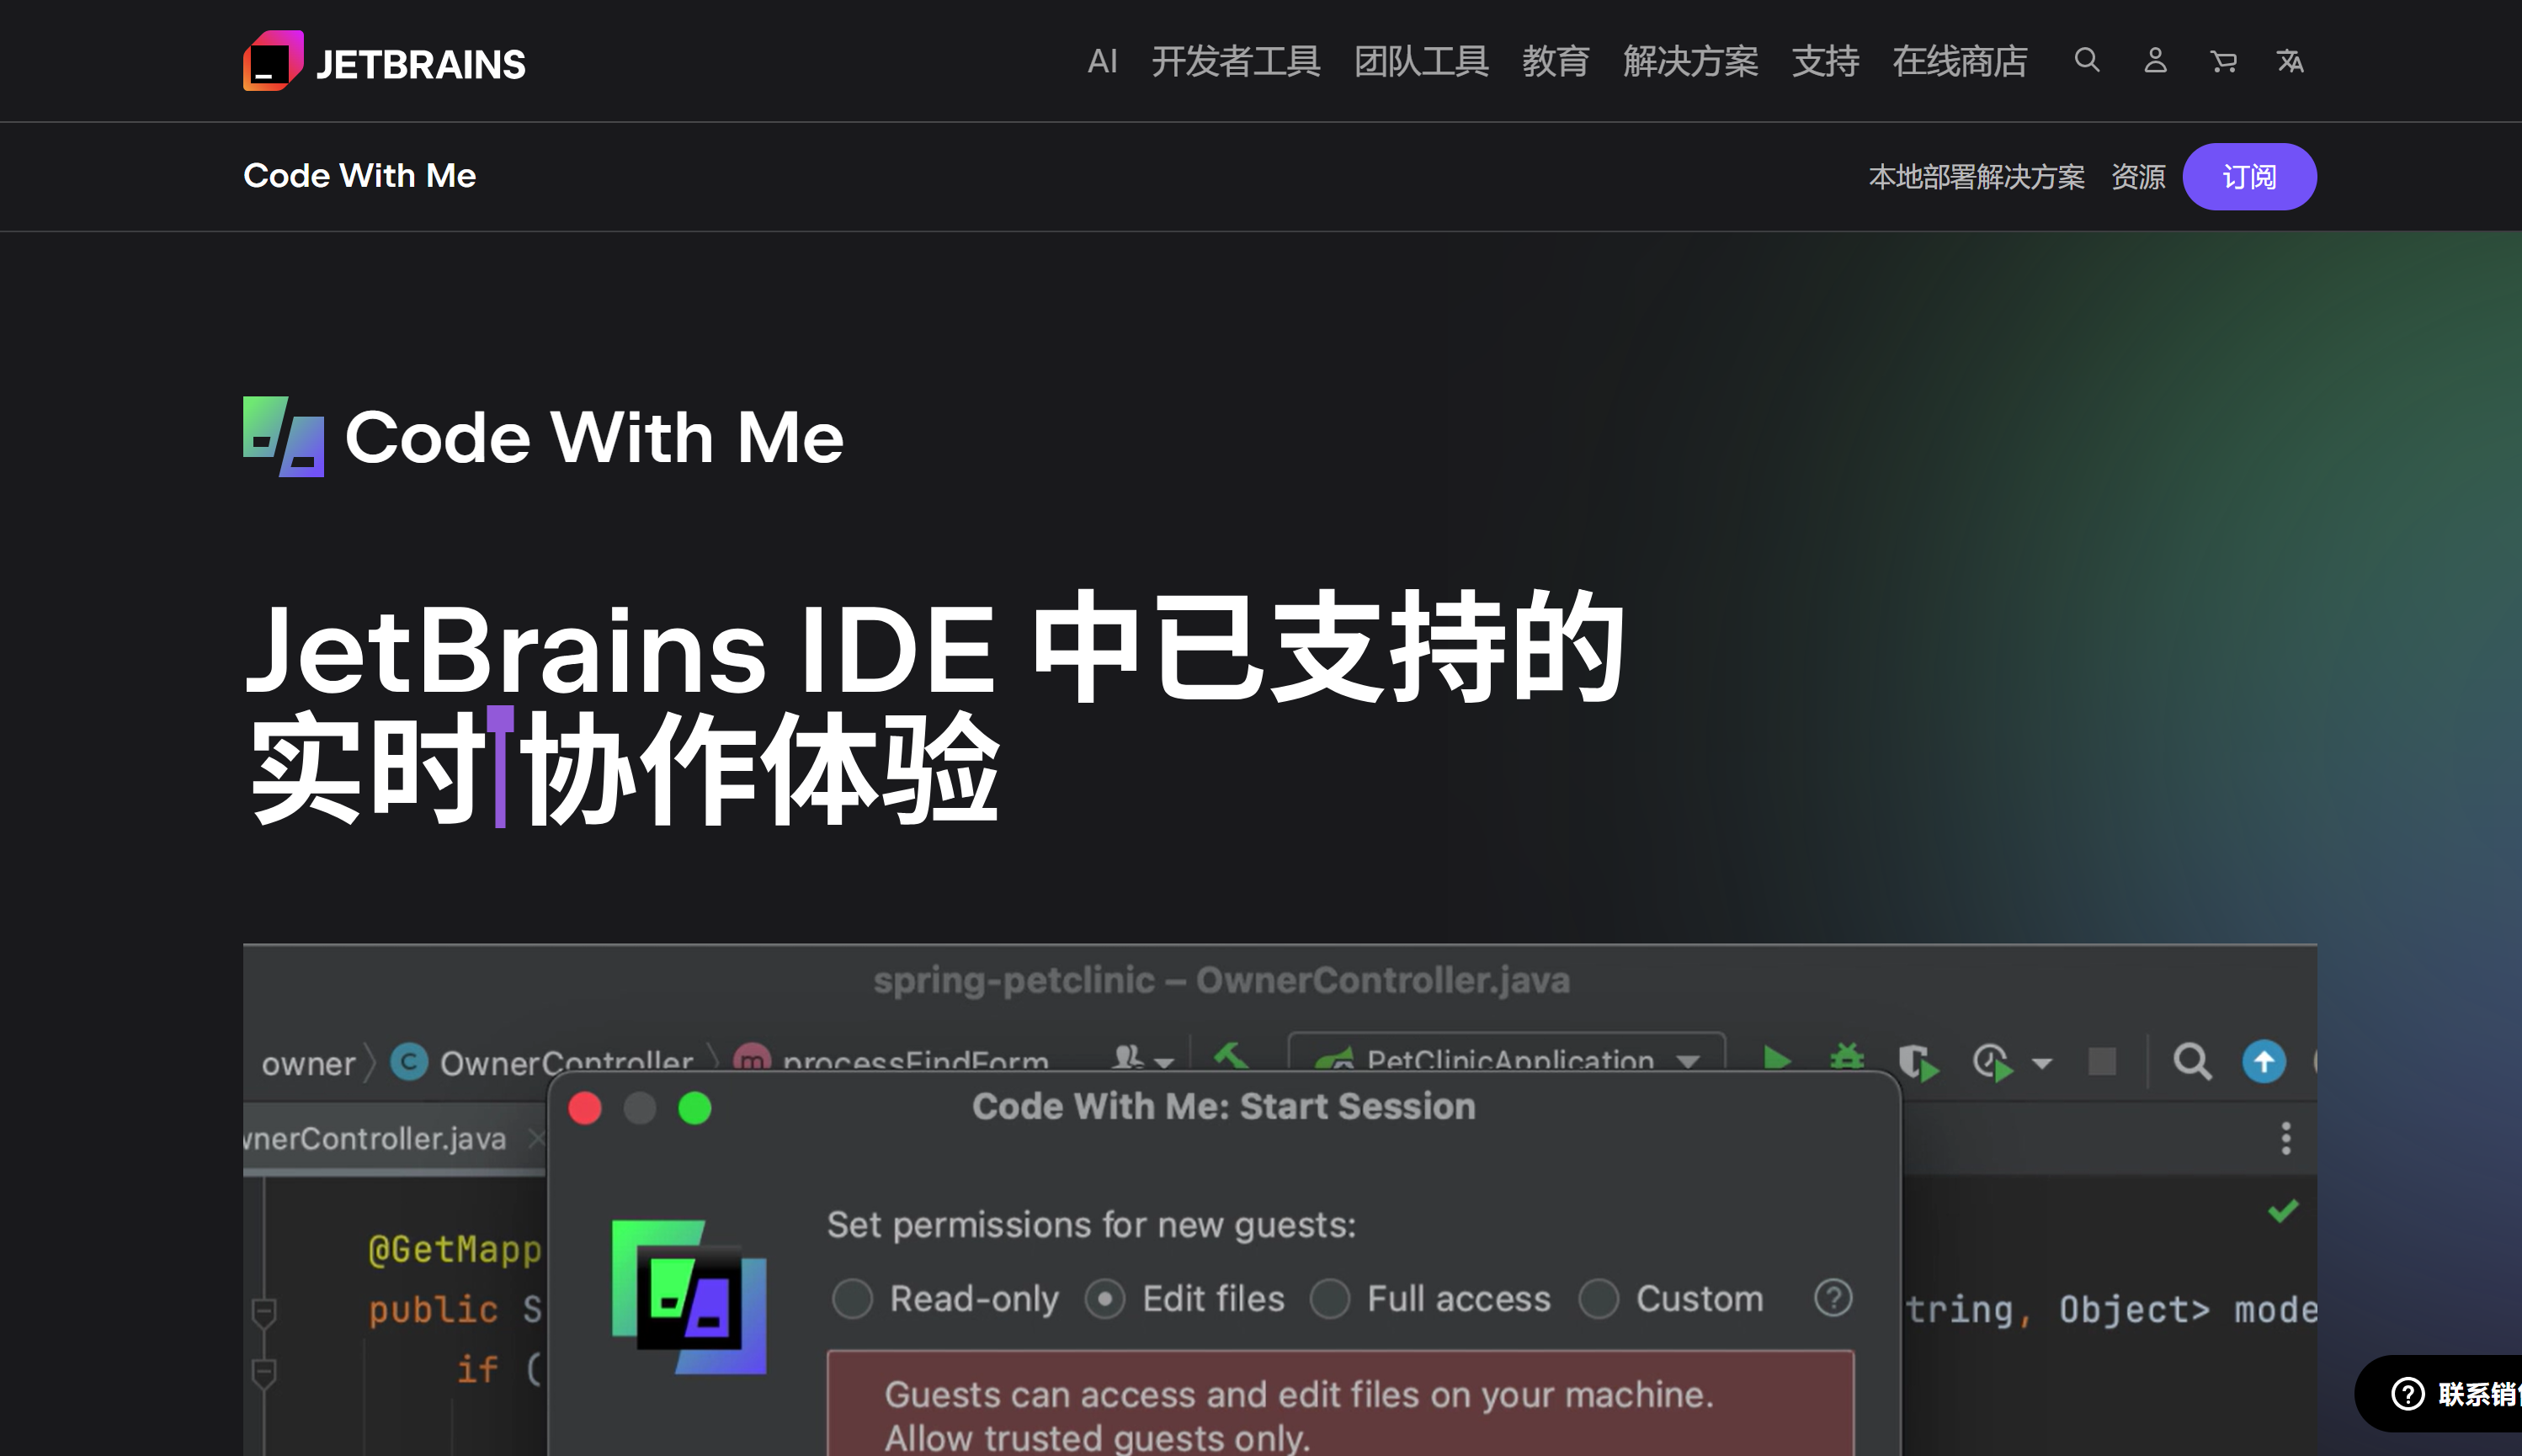 JETBRAINS
AI 开发者工具 团队工具 教育 解决方案 支持 在线商店
Code With Me
本地部署解决方案 资源 订阅
Code With Me
JetBrains IDE 中已支持的
实时协作体验
spring-petclinic – OwnerController.java
owner OwnerController processFindForm PetClinicApplication
Code With Me: Start Session
wnerController.java
Set permissions for new guests:
@GetMapp
Read-only Edit files Full access Custom
public S
tring, Object> mode
if (
Guests can access and edit files on your machine.
Allow trusted guests only.
联系销